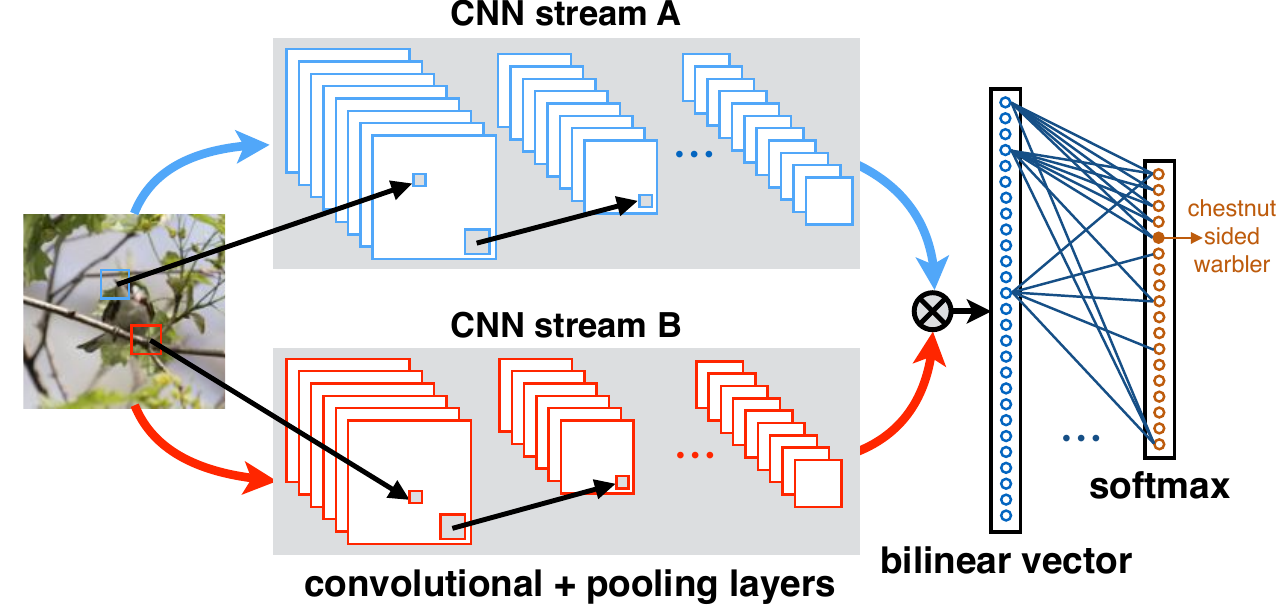 CNN stream A
CNN stream B
convolutional + pooling layers
bilinear vector
softmax
chestnut
sided
warbler